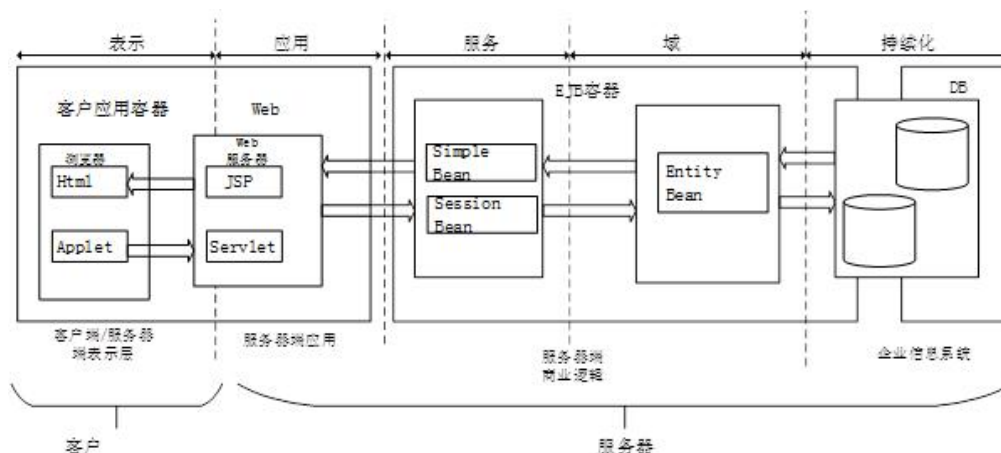 表示
应用
服务
域
持续化
客户应用容器
Web
EJB容器
DB
浏览器
Web
服务器
Html
JSP
Applet
Servlet
Simple
Bean
Session
Bean
Entity
Bean
客户端/服务器
端表示层
服务器端应用
服务器端
商业逻辑
企业信息系统
客户
服务器